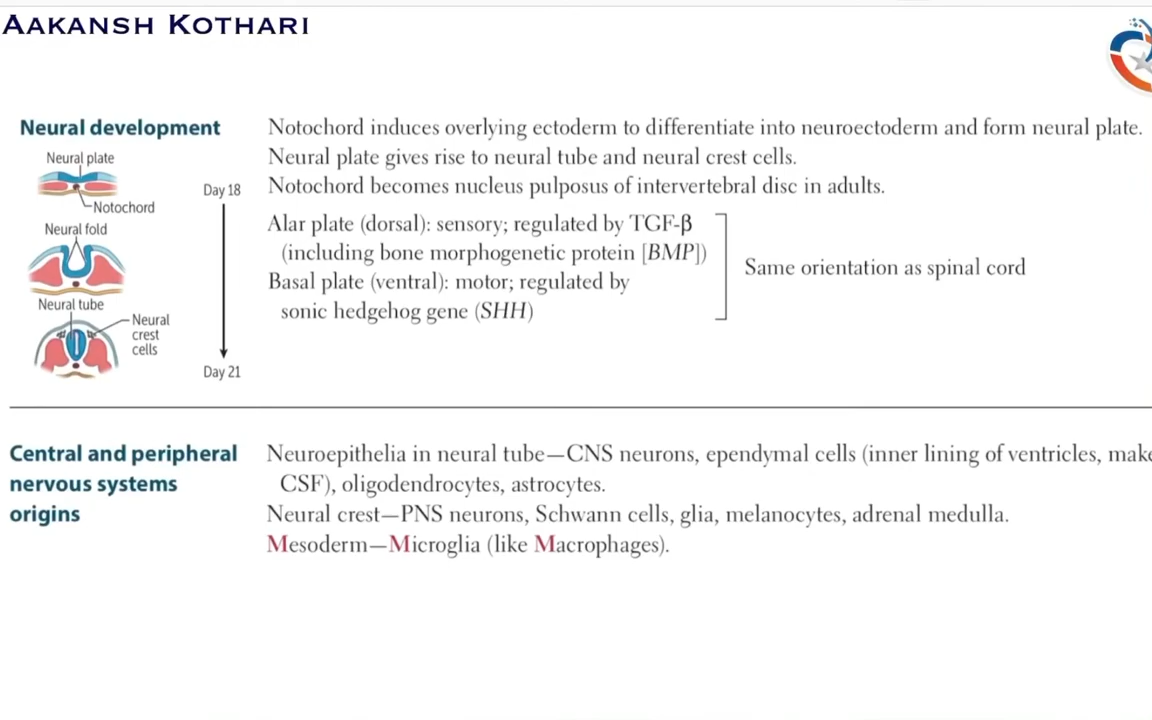 Aakansh Kothari
Neural development
Neural plate
Notochord
Neural fold
Neural tube
Neural
crest
cells
Day 18
Day 21
Notochord induces overlying ectoderm to differentiate into neuroectoderm and form neural plate.
Neural plate gives rise to neural tube and neural crest cells.
Notochord becomes nucleus pulposus of intervertebral disc in adults.
Alar plate (dorsal): sensory; regulated by TGF-β
(including bone morphogenetic protein [BMP])
Basal plate (ventral): motor; regulated by
sonic hedgehog gene (SHH)
Same orientation as spinal cord
Central and peripheral
nervous systems
origins
Neuroepithelia in neural tube—CNS neurons, ependymal cells (inner lining of ventricles, make
CSF), oligodendrocytes, astrocytes.
Neural crest—PNS neurons, Schwann cells, glia, melanocytes, adrenal medulla.
Mesoderm—Microglia (like Macrophages).